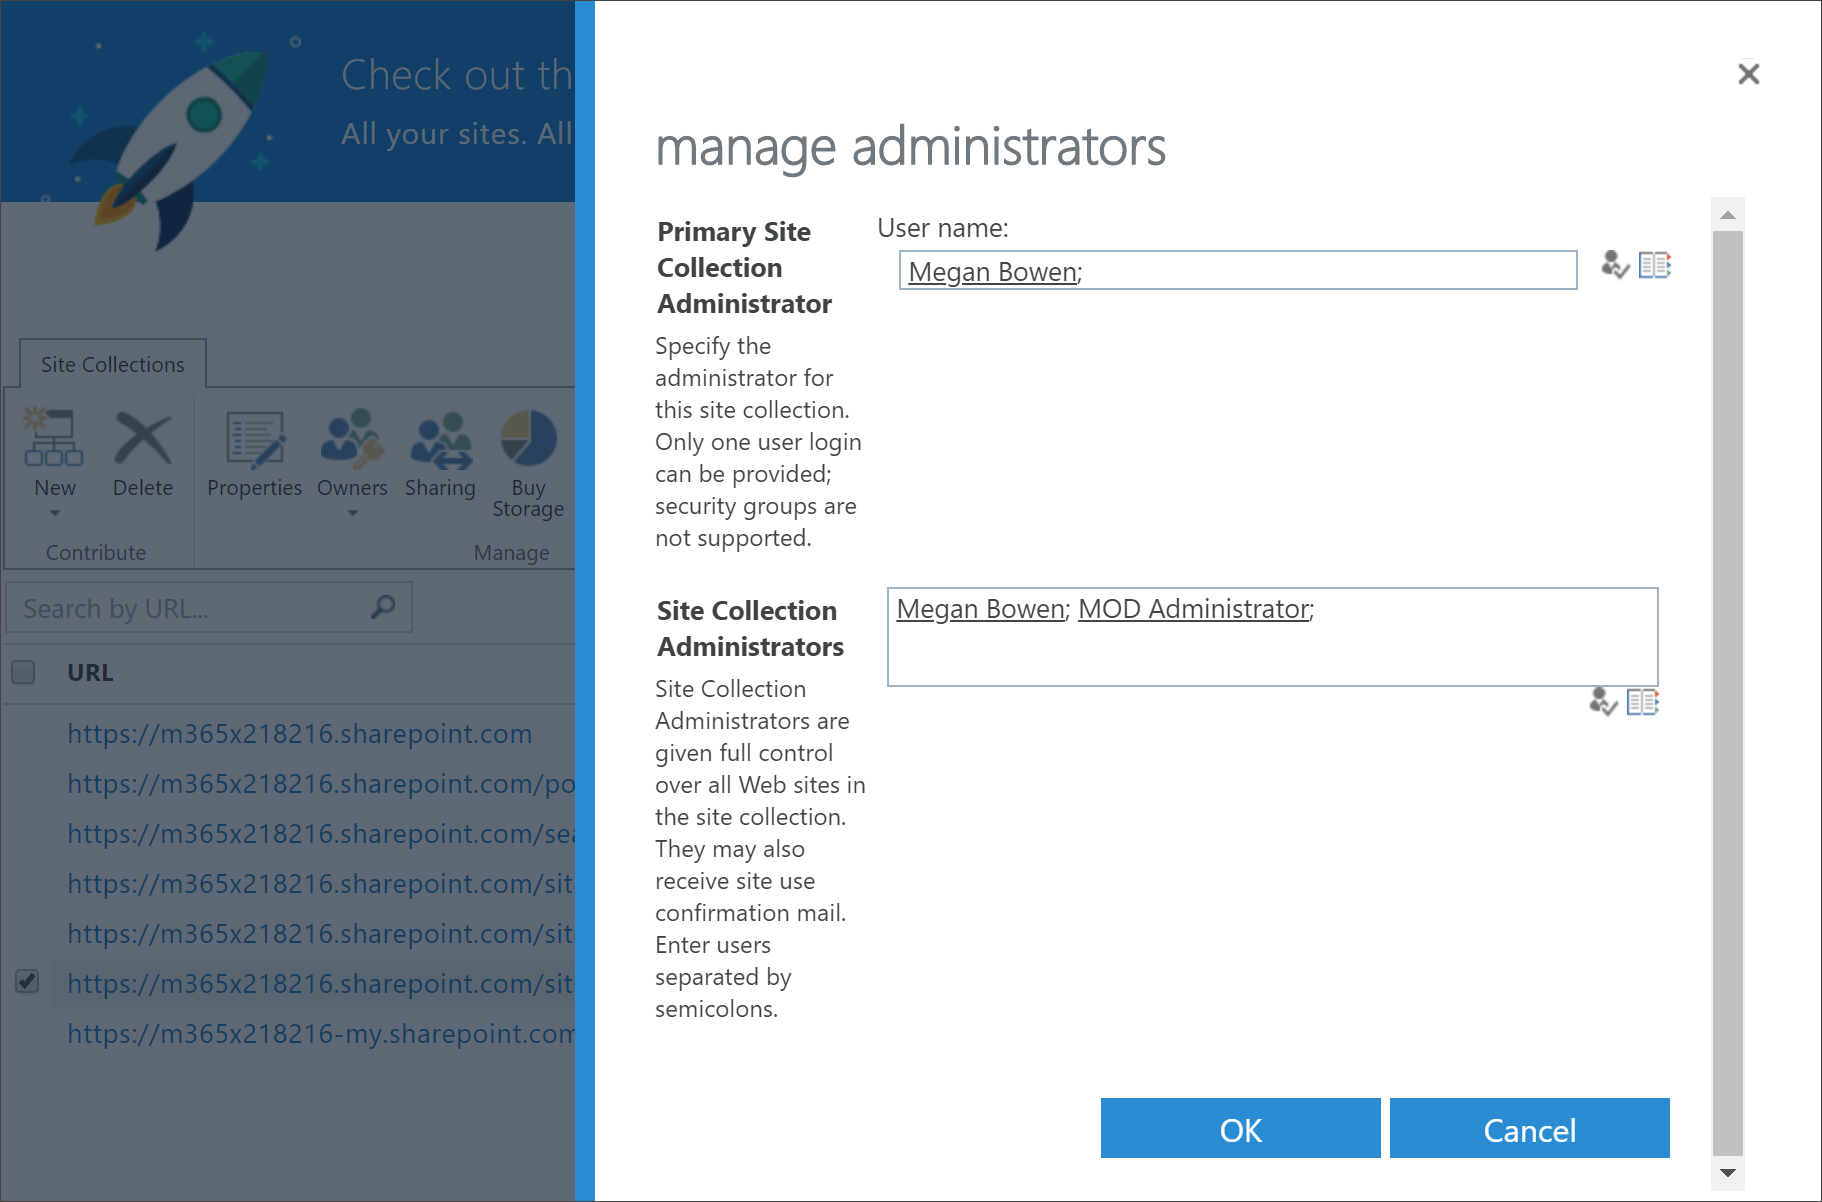 Check out th
All your sites. All
Site Collections
New
Delete
Properties
Owners
Sharing
Buy
Storage
Contribute
Manage
Search by URL...
URL
https://m365x218216.sharepoint.com
https://m365x218216.sharepoint.com/po
https://m365x218216.sharepoint.com/sea
https://m365x218216.sharepoint.com/sit
https://m365x218216.sharepoint.com/sit
https://m365x218216.sharepoint.com/sit
https://m365x218216-my.sharepoint.com
manage administrators
Primary Site
Collection
Administrator
Specify the
administrator for
this site collection.
Only one user login
can be provided;
security groups are
not supported.
User name:
Megan Bowen;
Site Collection
Administrators
Site Collection
Administrators are
given full control
over all Web sites in
the site collection.
They may also
receive site use
confirmation mail.
Enter users
separated by
semicolons.
Megan Bowen; MOD Administrator;
OK
Cancel